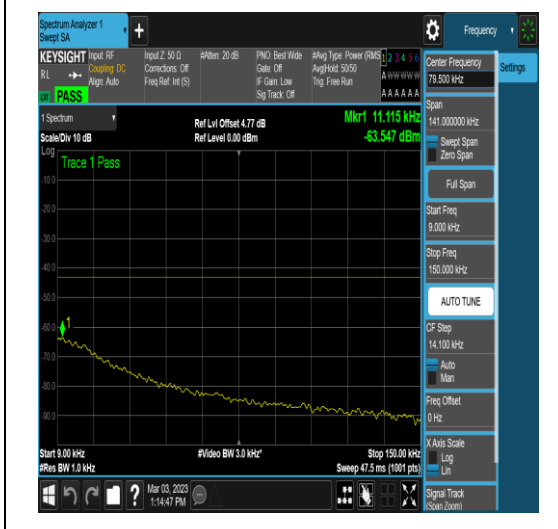 Spectrum Analyzer 1
Swept SA
+
Frequency
KEYSIGHT
Input: RF
Coupling: DC
Align: Auto
RL
PASS
Input Z: 50 Ω
Corrections: Off
Freq Ref: Int (S)
#Atten: 20 dB
PNO: Best Wide
Gate: Off
IF Gain: Low
Sig Track: Off
#Avg Type: Power (RMS)
Avg|Hold: 50/50
Trig: Free Run
1 2 3 4 5 6
A W W W W W
A A A A A A
Center Frequency
79.500 kHz
Settings
Span
141.000000 kHz
Swept Span
Zero Span
Full Span
Start Freq
9.000 kHz
Stop Freq
150.000 kHz
AUTO TUNE
CF Step
14.100 kHz
Auto
Man
Freq Offset
0 Hz
X Axis Scale
Log
Lin
Signal Track
(Span Zoom)
1 Spectrum
Scale/Div 10 dB
Ref Lvl Offset 4.77 dB
Ref Level 0.00 dBm
Mkr1 11.115 kHz
-63.547 dBm
Log
Trace 1 Pass
-10.0
-20.0
-30.0
-40.0
-50.0
-60.0
1
-70.0
-80.0
-90.0
Start 9.00 kHz
#Res BW 1.0 kHz
#Video BW 3.0 kHz*
Stop 150.00 kHz
Sweep 47.5 ms (1001 pts)
?
Mar 03, 2023
1:14:47 PM